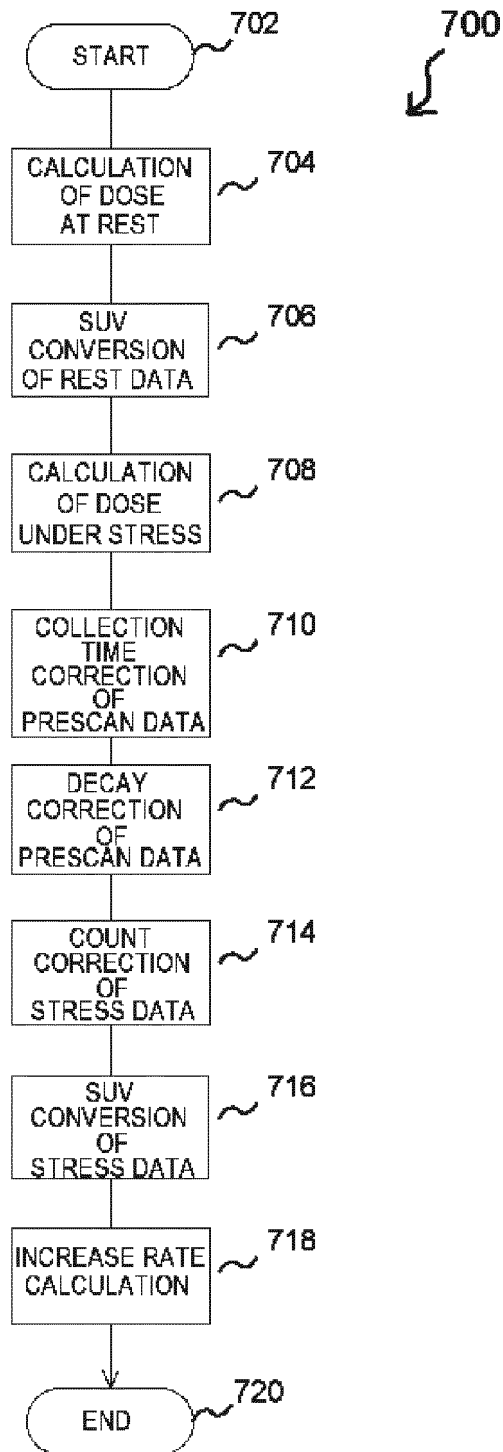 702
START
700
CALCULATION
OF DOSE
AT REST
704
SUV
CONVERSION
OF REST DATA
706
CALCULATION
OF DOSE
UNDER STRESS
708
COLLECTION
TIME
CORRECTION
OF
PRESCAN DATA
710
DECAY
CORRECTION
OF
PRESCAN DATA
712
COUNT
CORRECTION
OF
STRESS DATA
714
SUV
CONVERSION
OF
STRESS DATA
716
INCREASE RATE
CALCULATION
718
END
720